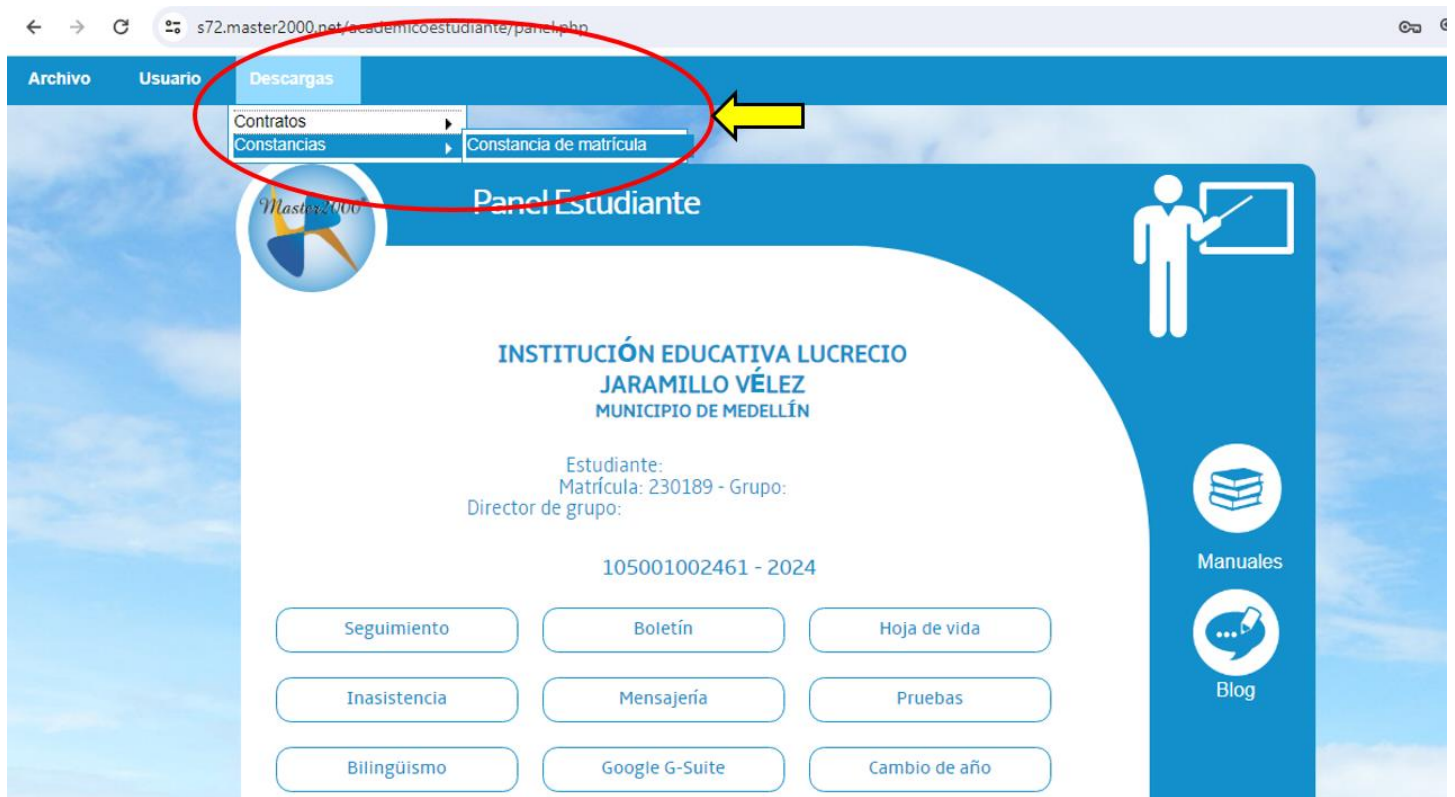 s72.master2000.net/academicoestudiante/panel.php
Archivo Usuario Descargas
Contratos
Constancias Constancia de matrícula
Master2000
Panel Estudiante
INSTITUCIÓN EDUCATIVA LUCRECIO
JARAMILLO VÉLEZ
MUNICIPIO DE MEDELLÍN
Estudiante:
Matrícula: 230189 - Grupo:
Director de grupo:
105001002461 - 2024
Manuales
Seguimiento Boletín Hoja de vida
Inasistencia Mensajería Pruebas
Blog
Bilingüismo Google G-Suite Cambio de año